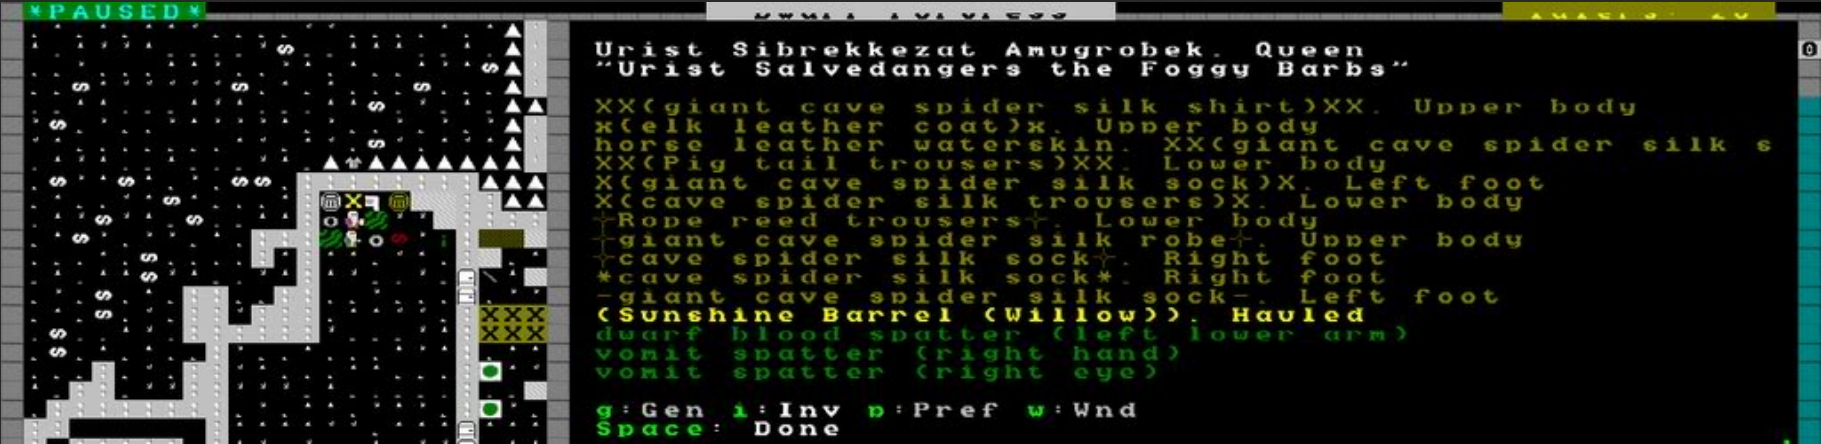 *PAUSED*
Dwarf Fortress
Urist Sibrekkezat Amugrobek. Queen
"Urist Salvedangers the Foggy Barbs"
XX(giant cave spider silk shirt)XX. Upper body
x(elk leather coat)x. Upper body
horse leather waterskin. XX(giant cave spider silk s
XX(Pig tail trousers)XX. Lower body
X(giant cave spider silk sock)X. Left foot
X(cave spider silk trousers)X. Lower body
+Rope reed trousers+. Lower body
+giant cave spider silk robe+. Upper body
+cave spider silk sock+. Right foot
*cave spider silk sock*. Right foot
-giant cave spider silk sock-. Left foot
(Sunshine Barrel (Willow)). Hauled
dwarf blood spatter (left lower arm)
vomit spatter (right hand)
vomit spatter (right eye)
g:Gen i:Inv p:Pref w:Wnd
Space: Done